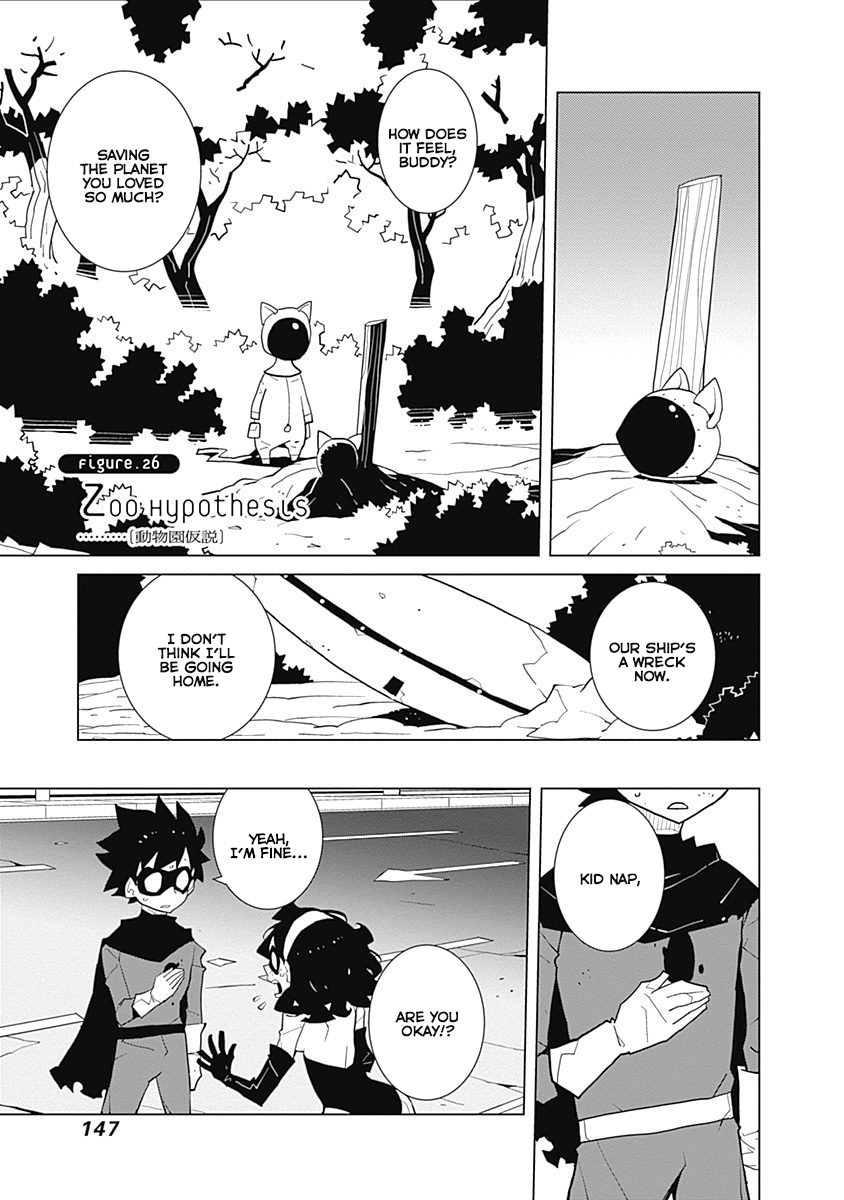 HOW DOES
IT FEEL,
BUDDY?
SAVING
THE PLANET
YOU LOVED
SO MUCH?
Figure.26
Zoo Hypothesis
〔動物園仮説〕
OUR SHIP'S
A WRECK
NOW.
I DON'T
THINK I'LL
BE GOING
HOME.
KID NAP,
ARE YOU
OKAY!?
YEAH,
I'M FINE...
147